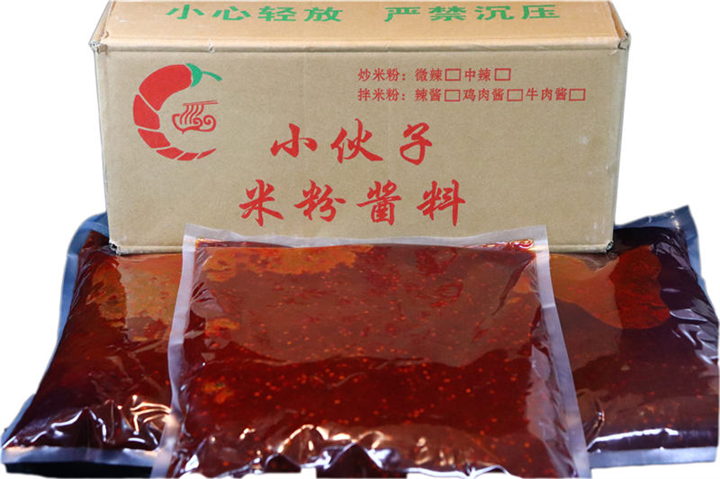 小心轻放 严禁沉压
炒米粉：微辣□中辣□
拌米粉：辣酱□鸡肉酱□牛肉酱□
小伙子
米粉酱料